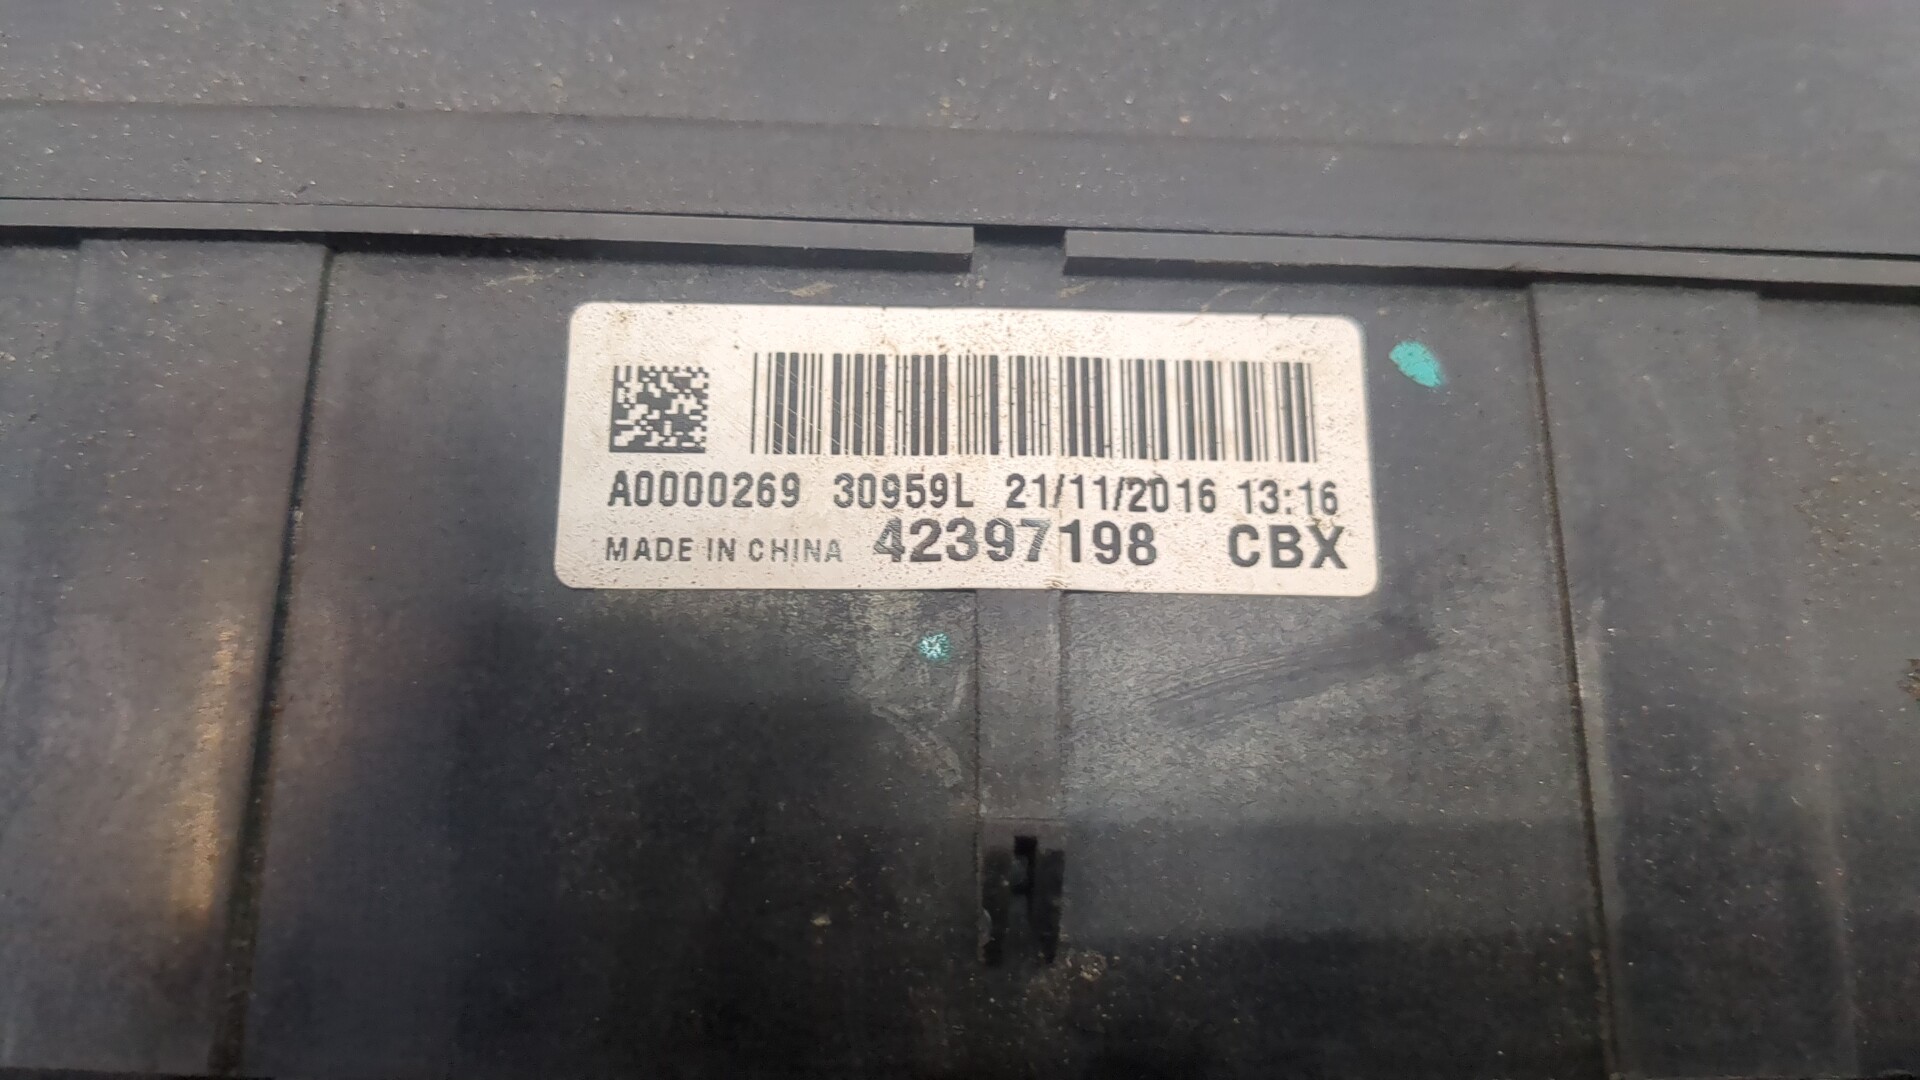 A0000269 30959L 21/11/2016 13:16
MADE IN CHINA 42397198 CBX